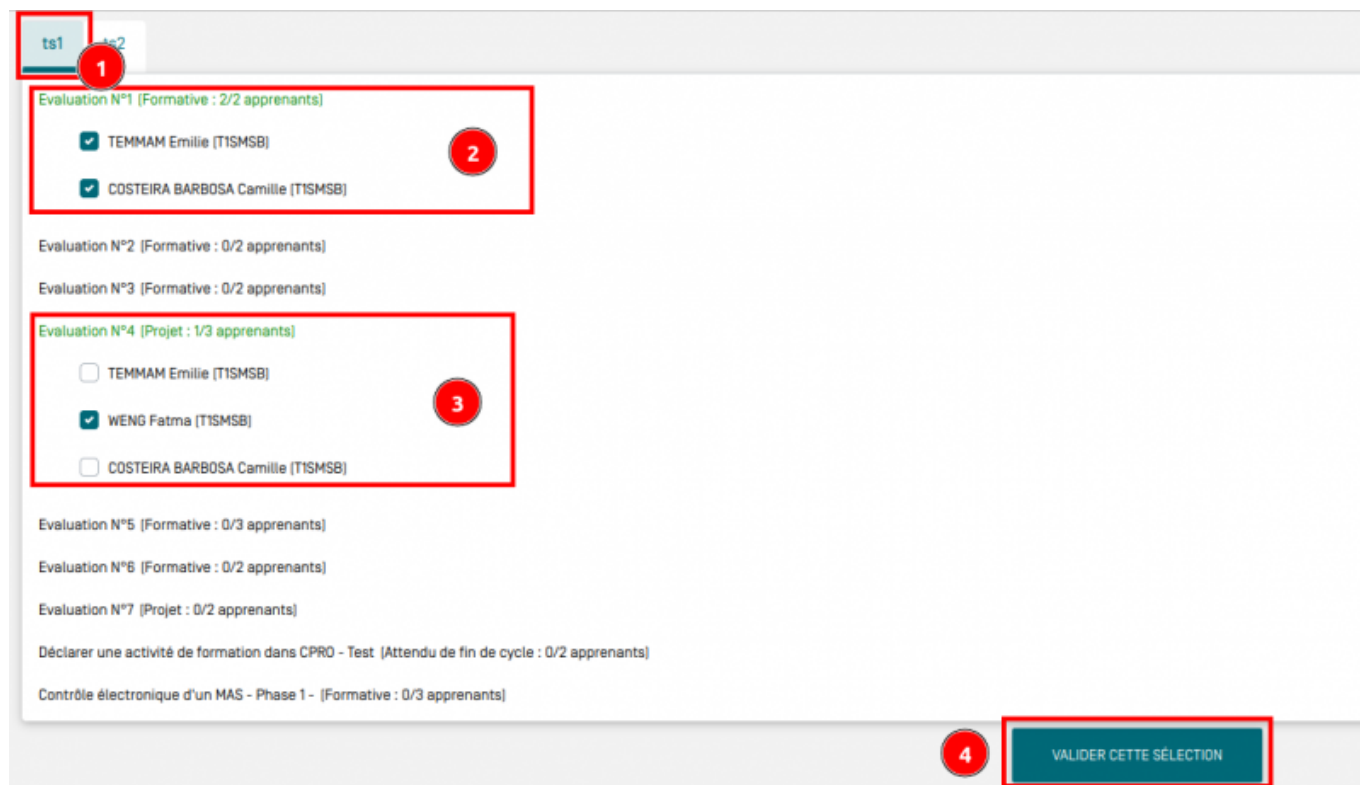 ts1 ts2
1
Evaluation N°1 (Formative : 2/2 apprenants)
TEMMAM Emilie (T1SMSB)
2
COSTEIRA BARBOSA Camille (T1SMSB)
Evaluation N°2 (Formative : 0/2 apprenants)
Evaluation N°3 (Formative : 0/2 apprenants)
Evaluation N°4 (Projet : 1/3 apprenants)
TEMMAM Emilie (T1SMSB)
3
WENG Fatma (T1SMSB)
COSTEIRA BARBOSA Camille (T1SMSB)
Evaluation N°5 (Formative : 0/3 apprenants)
Evaluation N°6 (Formative : 0/2 apprenants)
Evaluation N°7 (Projet : 0/2 apprenants)
Déclarer une activité de formation dans CPRO - Test (Attendu de fin de cycle : 0/2 apprenants)
Contrôle électronique d'un MAS - Phase 1 - (Formative : 0/3 apprenants)
4 VALIDER CETTE SÉLECTION